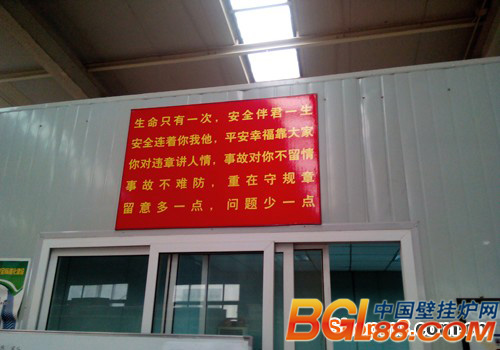 生命只有一次，安全伴君一生
安全连着你我他，平安幸福靠大家
你对违章讲人情，事故对你不留情
事故不难防，重在守规章
留意多一点，问题少一点
中国壁挂炉网
BGL88.com